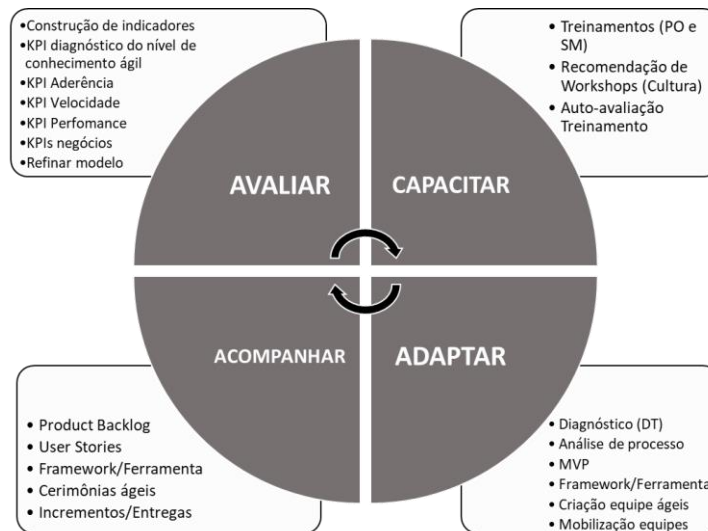 •Construção de indicadores
•KPI diagnóstico do nível de
conhecimento ágil
•KPI Aderência
•KPI Velocidade
•KPI Perfomance
•KPIs negócios
•Refinar modelo
• Treinamentos (PO e
SM)
• Recomendação de
Workshops (Cultura)
• Auto-avaliação
Treinamento
AVALIAR
CAPACITAR
ACOMPANHAR
ADAPTAR
• Product Backlog
• User Stories
• Framework/Ferramenta
• Cerimônias ágeis
• Incrementos/Entregas
• Diagnóstico (DT)
• Análise de processo
• MVP
• Framework/Ferramenta
• Criação equipe ágeis
• Mobilização equipes